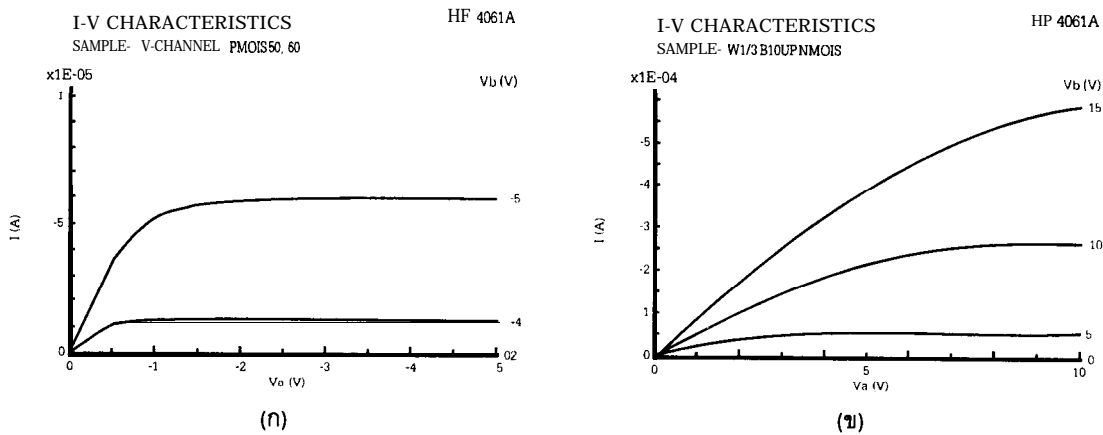 I-V CHARACTERISTICS
HF 4061A
SAMPLE- V-CHANNEL PMOIS50, 60
x1E-05
Vb (V)
1
-5
-5
I (A)
-4
0
02
0
-1
-2
-3
-4
5
Va (V)
(ก)
I-V CHARACTERISTICS
HP 4061A
SAMPLE- W1/3 B10UPNMOIS
x1E-04
Vb (V)
15
-5
-4
I (A)
-3
10
-2
1
5
0
0
0
5
10
Va (V)
(ข)